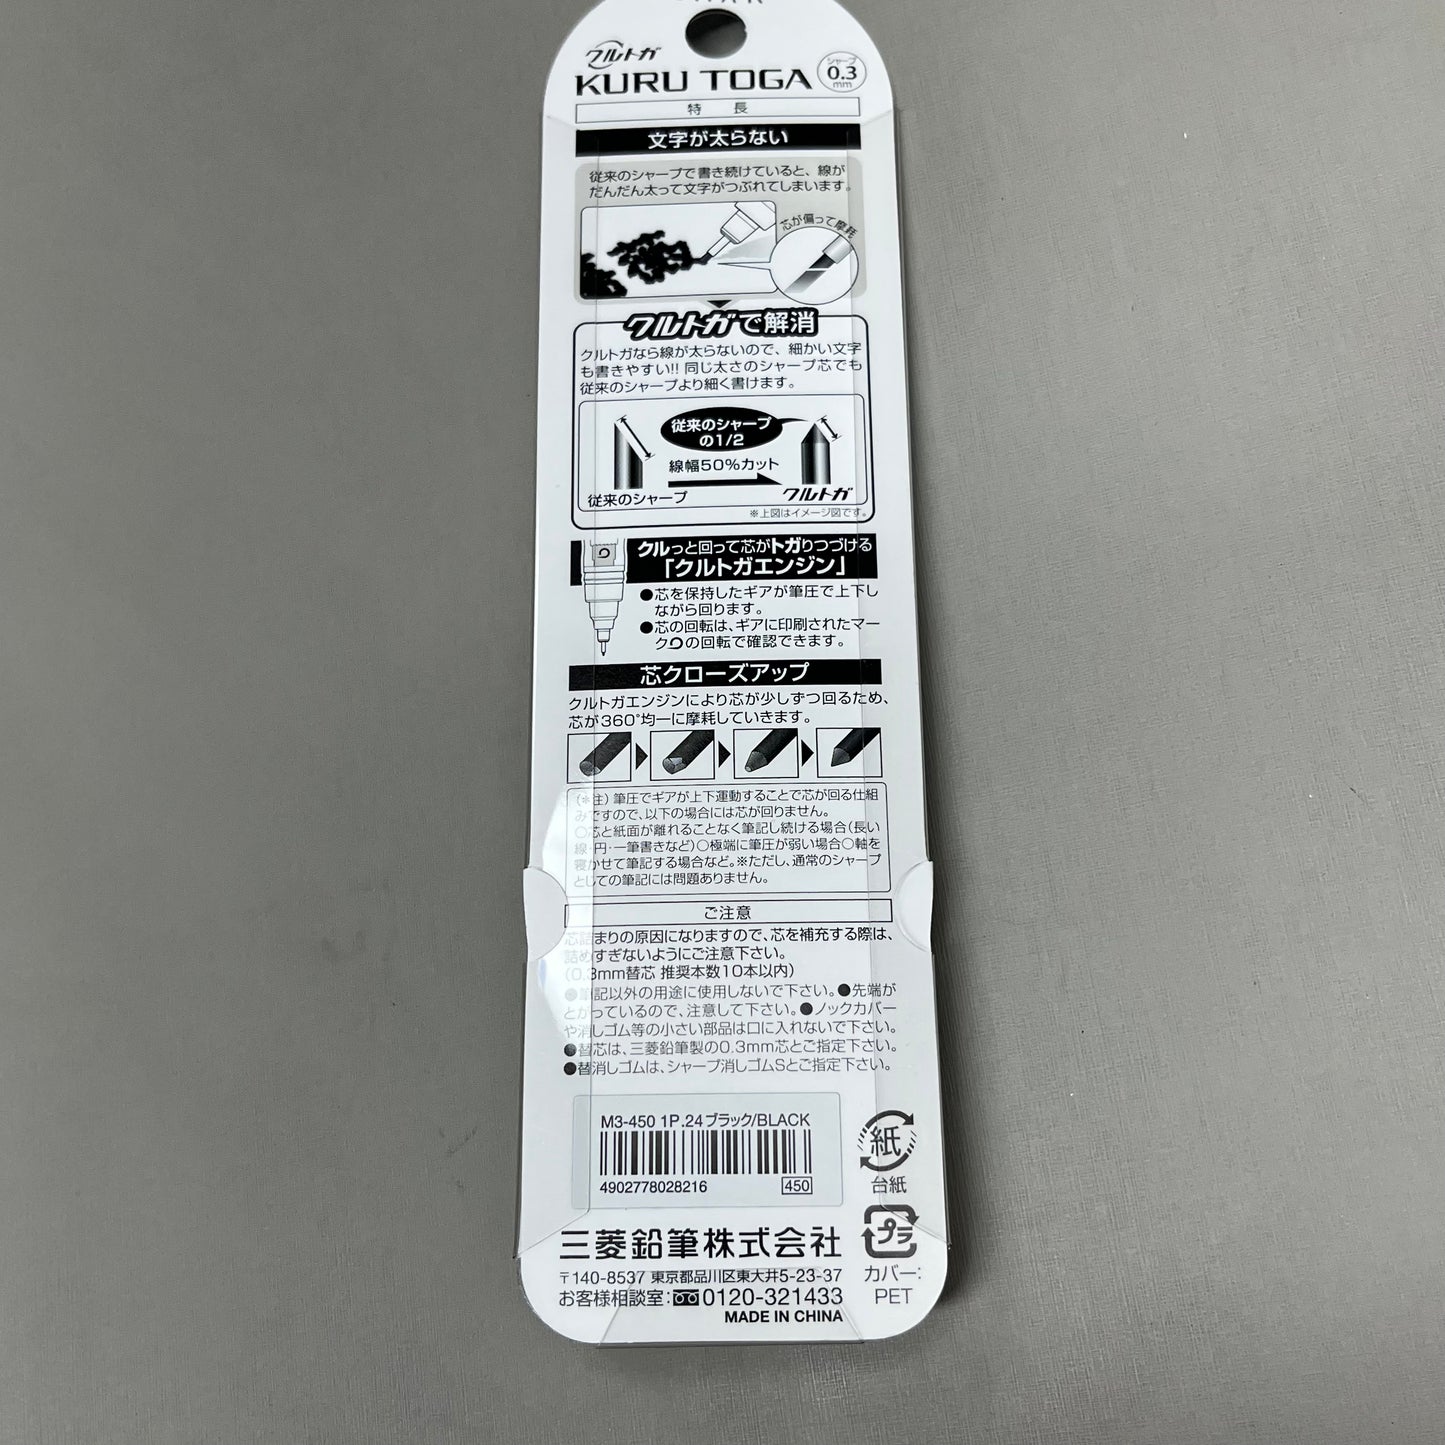 クルトガ
KURU TOGA
シャープ
0.3
mm
特 長
文字が太らない
従来のシャープで書き続けていると、線が
だんだん太って文字がつぶれてしまいます。
芯が偏って摩耗
クルトガで解消
クルトガなら線が太らないので、細かい文字
も書きやすい!! 同じ太さのシャープ芯でも
従来のシャープより細く書けます。
従来のシャープ
の1/2
線幅50%カット
従来のシャープ
クルトガ
※上図はイメージ図です。
クルっと回って芯がトガりつづける
「クルトガエンジン」
●芯を保持したギアが筆圧で上下し
ながら回ります。
●芯の回転は、ギアに印刷されたマー
クの回転で確認できます。
芯クローズアップ
クルトガエンジンにより芯が少しずつ回るため、
芯が360°均一に摩耗していきます。
(※注) 筆圧でギアが上下運動することで芯が回る仕組
みですので、以下の場合には芯が回りません。
○芯と紙面が離れることなく筆記し続ける場合(長い
線・円・一筆書きなど)○極端に筆圧が弱い場合○軸を
寝かせて筆記する場合など。※ただし、通常のシャープ
としての筆記には問題ありません。
ご注意
芯詰まりの原因になりますので、芯を補充する際は、
詰めすぎないようにご注意下さい。
(0.3mm替芯 推奨本数10本以内)
●筆記以外の用途に使用しないで下さい。●先端が
とがっているので、注意して下さい。●ノックカバー
や消しゴム等の小さい部品は口に入れないで下さい。
●替芯は、三菱鉛筆製の0.3mm芯とご指定下さい。
●替消しゴムは、シャープ消しゴムSとご指定下さい。
M3-450 1P.24 ブラック/BLACK
4902778028216
450
紙
台紙
プラ
カバー:
PET
三菱鉛筆株式会社
〒140-8537 東京都品川区東大井5-23-37
お客様相談室: 0120-321433
MADE IN CHINA